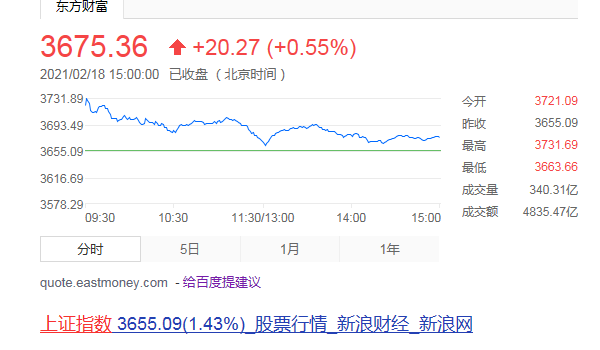 东方财富
3675.36 +20.27 (+0.55%)
2021/02/18 15:00:00 已收盘 （北京时间）
3731.89
3693.49
3655.09
3616.69
3578.29
09:30 10:30 11:30/13:00 14:00 15:00
今开 3721.09
昨收 3655.09
最高 3731.69
最低 3663.66
成交量 340.31亿
成交额 4835.47亿
分时 5日 1月 1年
quote.eastmoney.com - 给百度提建议
上证指数 3655.09(1.43%)_股票行情_新浪财经_新浪网